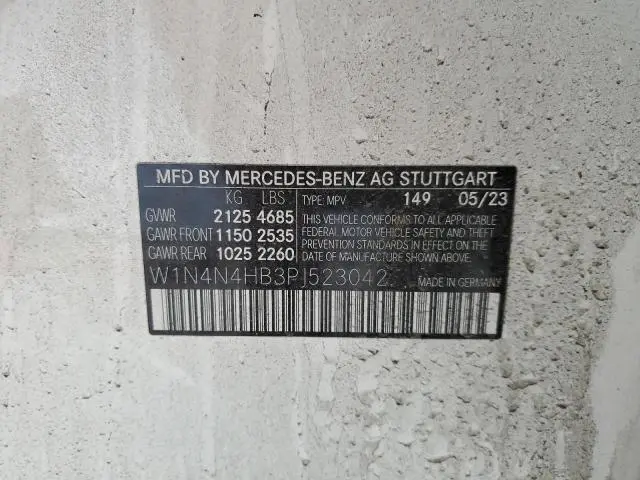 MFD BY MERCEDES-BENZ AG STUTTGART
KG LBS TYPE: MPV 149 05/23
GVWR 2125 4685
GAWR FRONT 1150 2535
GAWR REAR 1025 2260
THIS VEHICLE CONFORMS TO ALL APPLICABLE
FEDERAL MOTOR VEHICLE SAFETY AND THEFT
PREVENTION STANDARDS IN EFFECT ON THE
DATE OF MANUFACTURE SHOWN ABOVE.
W1N4N4HB3PJ523042
MADE IN GERMANY